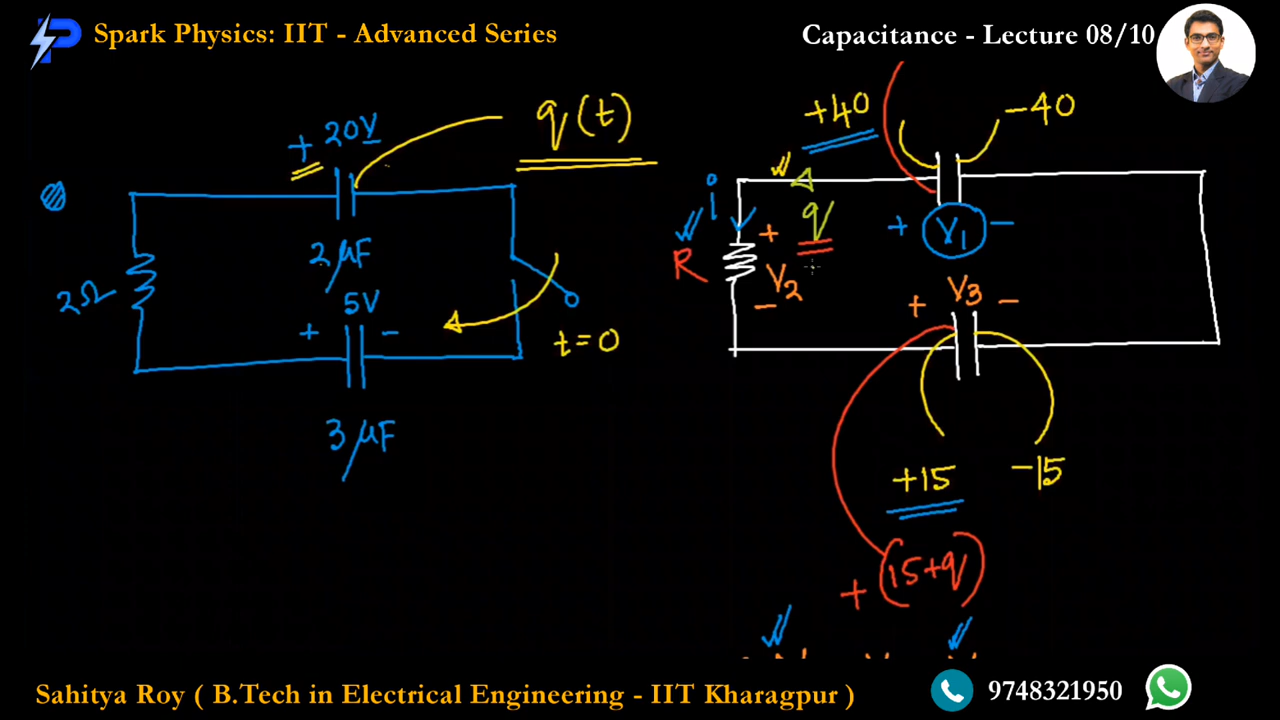 Spark Physics: IIT - Advanced Series
Capacitance - Lecture 08/10
+ 20V
q(t)
+40
-40
i
q
+ V1 -
2μF
R
+
V2
-
2Ω
5V
+ -
+ V3 -
t=0
3μF
+15
-15
+(15+q)
Sahitya Roy ( B.Tech in Electrical Engineering - IIT Kharagpur )
9748321950